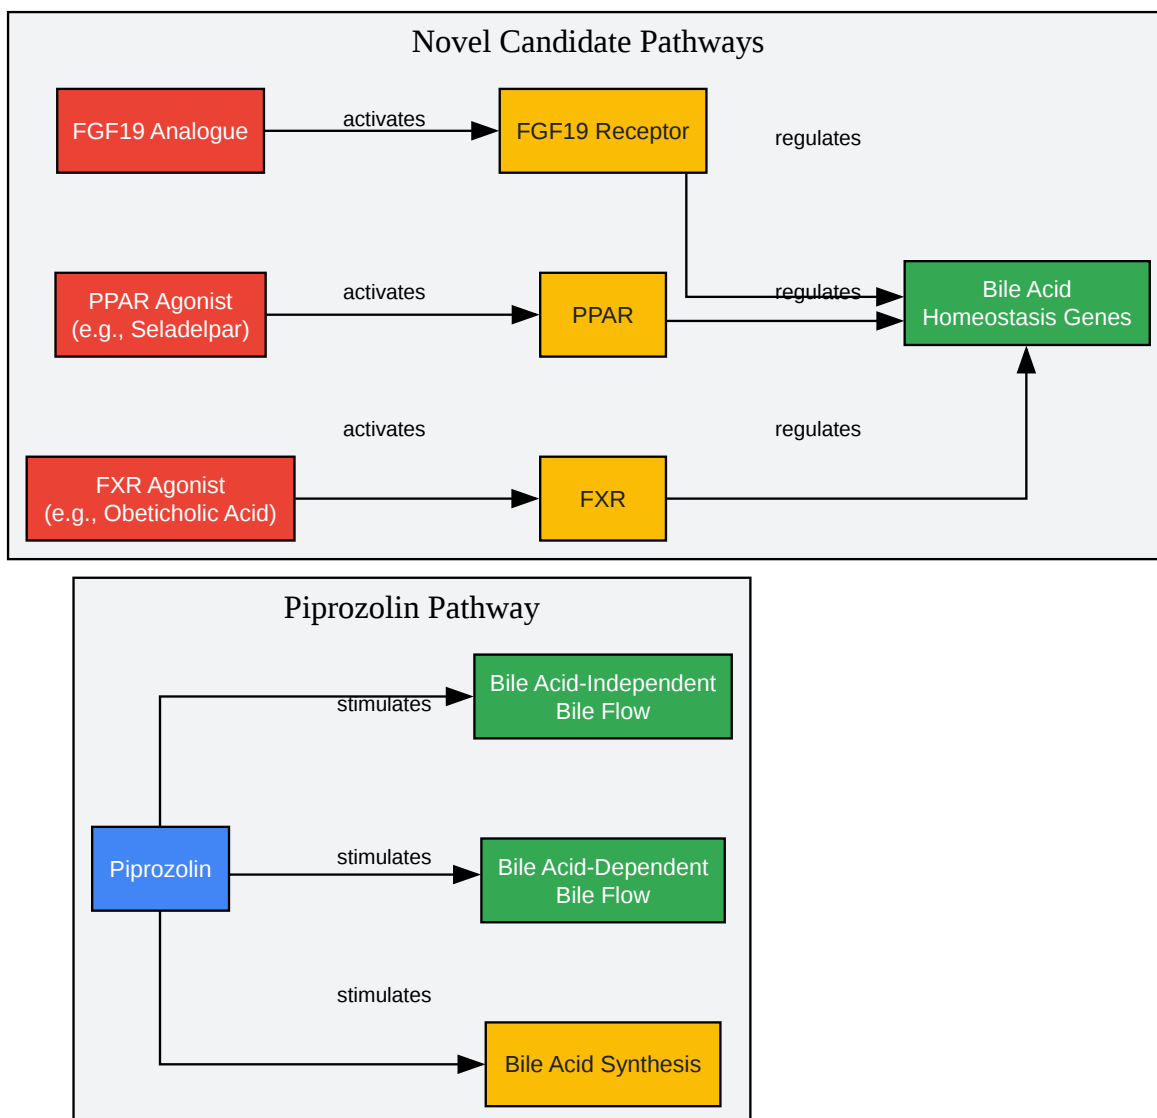 Novel Candidate Pathways
FGF19 Analogue
activates
FGF19 Receptor
regulates
PPAR Agonist
(e.g., Seladelpar)
activates
PPAR
regulates
Bile Acid
Homeostasis Genes
activates
regulates
FXR Agonist
(e.g., Obeticholic Acid)
FXR
Piprozolin Pathway
stimulates
Bile Acid-Independent
Bile Flow
Piprozolin
stimulates
Bile Acid-Dependent
Bile Flow
stimulates
Bile Acid Synthesis